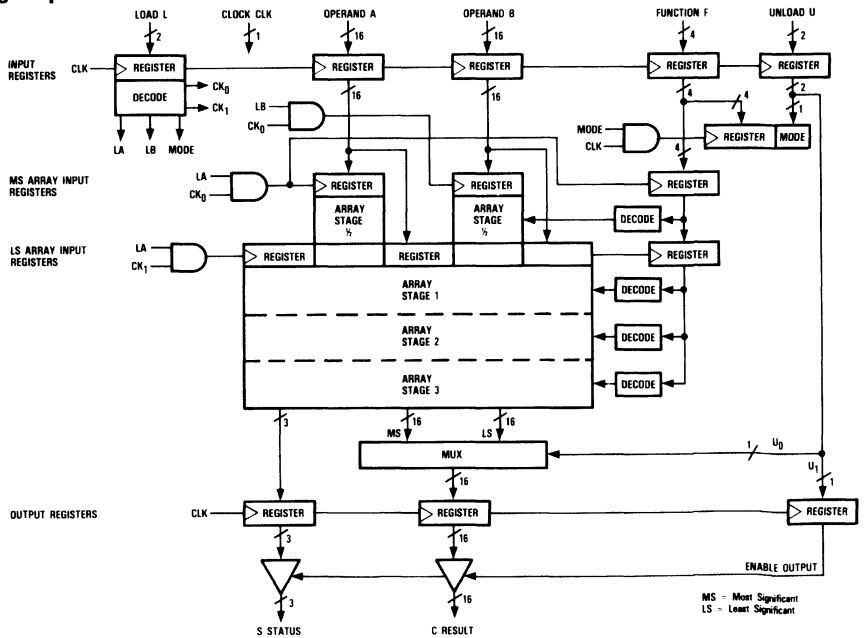 LOAD L
CLOCK CLK
OPERAND A
OPERAND B
FUNCTION F
UNLOAD U
2
1
16
16
4
2
INPUT
REGISTERS
CLK
REGISTER
REGISTER
REGISTER
REGISTER
REGISTER
DECODE
CK0
CK1
LA
LB
MODE
16
16
4
4
2
1
LB
CK0
MODE
CLK
REGISTER
MODE
4
MS ARRAY INPUT
REGISTERS
LA
CK0
REGISTER
REGISTER
REGISTER
ARRAY
STAGE
½
ARRAY
STAGE
½
DECODE
LS ARRAY INPUT
REGISTERS
LA
CK1
REGISTER
REGISTER
REGISTER
ARRAY
STAGE 1
DECODE
ARRAY
STAGE 2
DECODE
ARRAY
STAGE 3
DECODE
3
16
16
MS
LS
MUX
1
U0
U1
1
16
OUTPUT REGISTERS
CLK
REGISTER
REGISTER
REGISTER
3
16
ENABLE OUTPUT
3
16
S STATUS
C RESULT
MS = Most Significant
LS = Least Significant